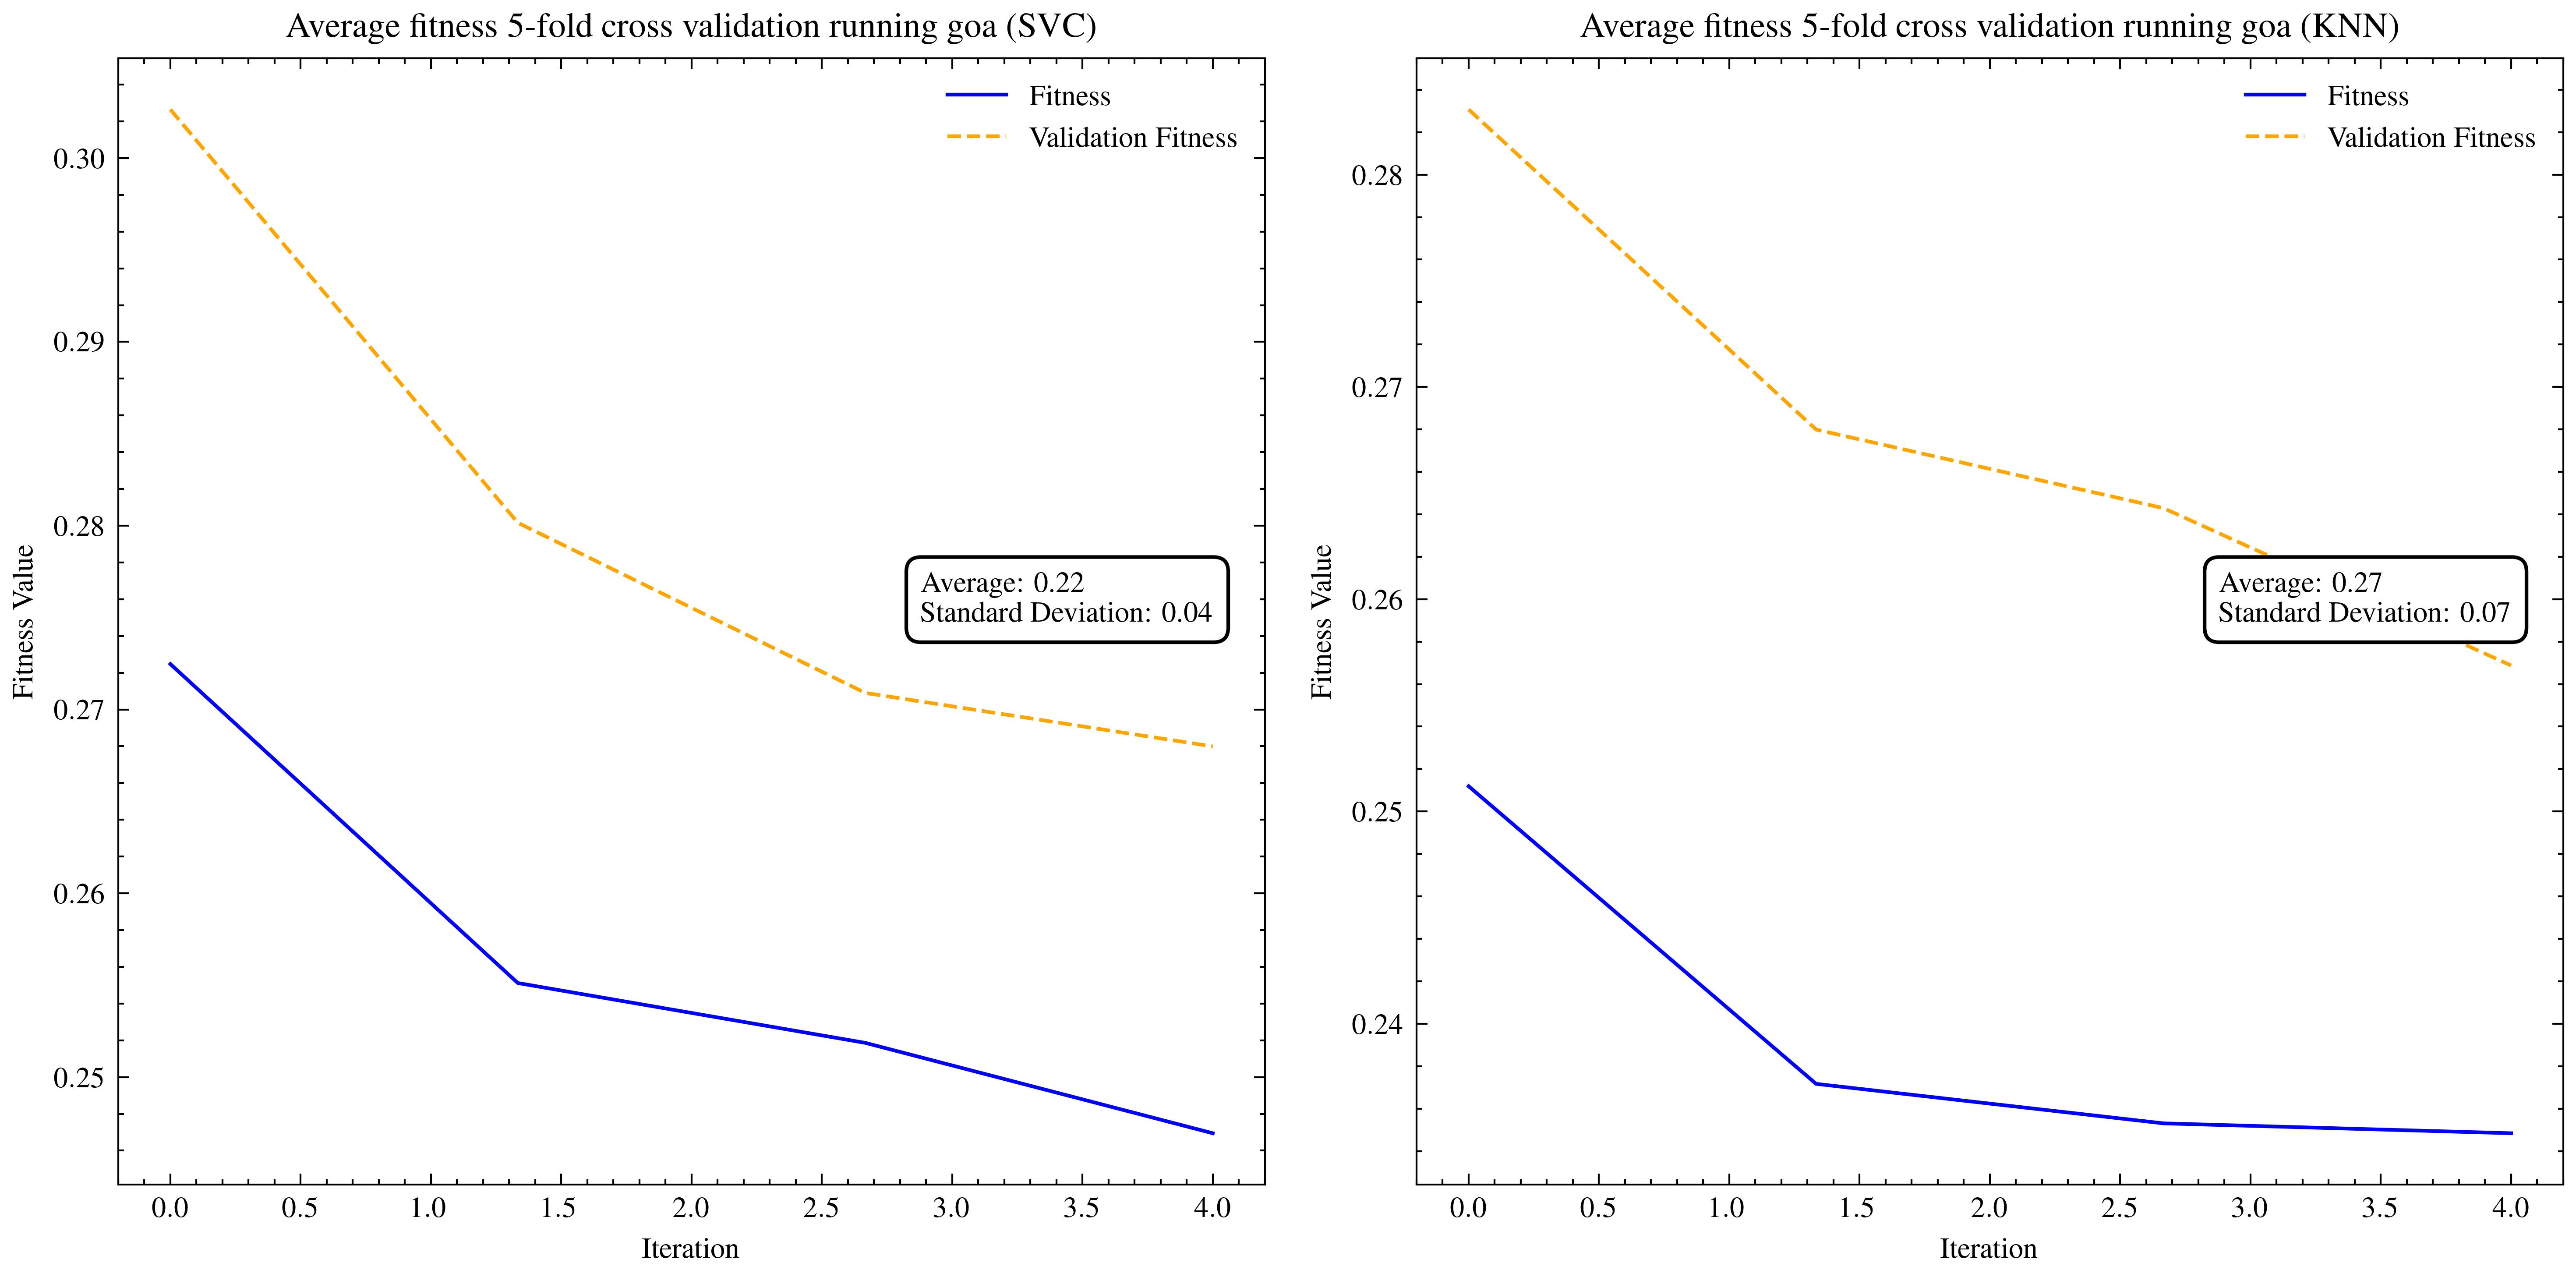 Average fitness 5-fold cross validation running goa (SVC)
Fitness
Validation Fitness
0.30
0.29
0.28
0.27
0.26
0.25
Fitness Value
Average: 0.22
Standard Deviation: 0.04
0.0 0.5 1.0 1.5 2.0 2.5 3.0 3.5 4.0
Iteration
Average fitness 5-fold cross validation running goa (KNN)
Fitness
Validation Fitness
0.28
0.27
0.26
0.25
0.24
Fitness Value
Average: 0.27
Standard Deviation: 0.07
0.0 0.5 1.0 1.5 2.0 2.5 3.0 3.5 4.0
Iteration